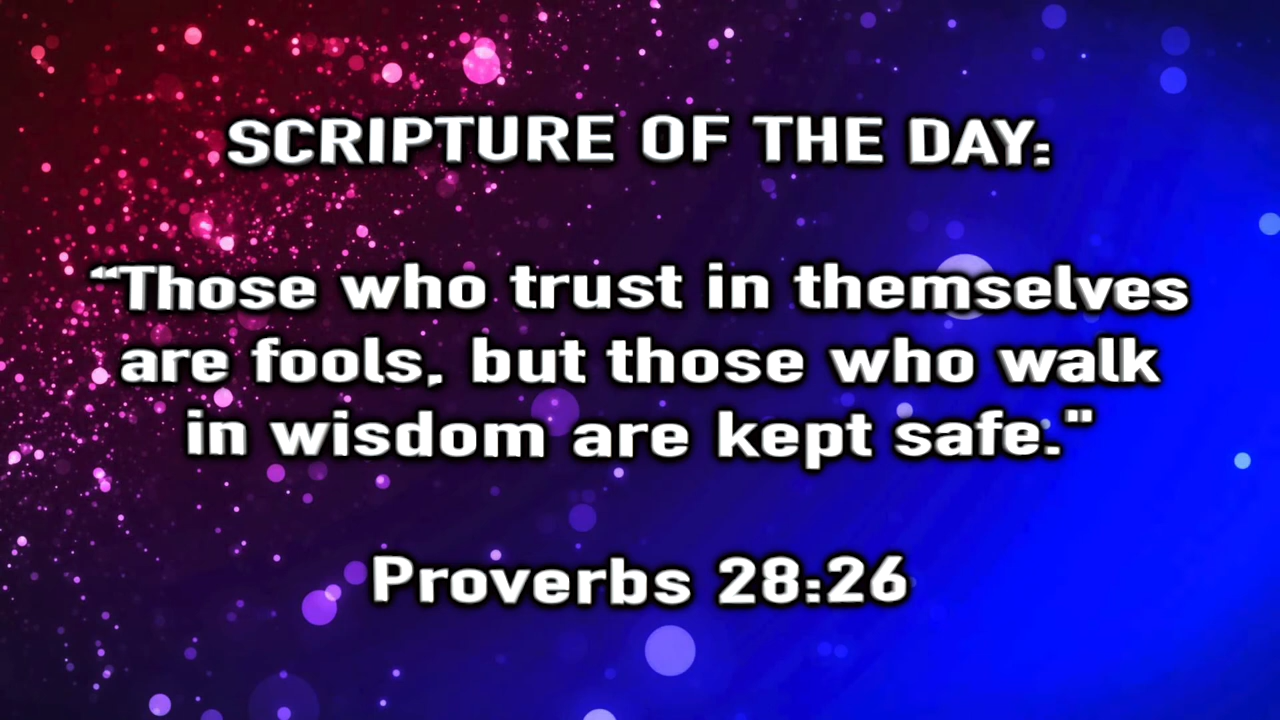 SCRIPTURE OF THE DAY:
“Those who trust in themselves
are fools, but those who walk
in wisdom are kept safe."
Proverbs 28:26